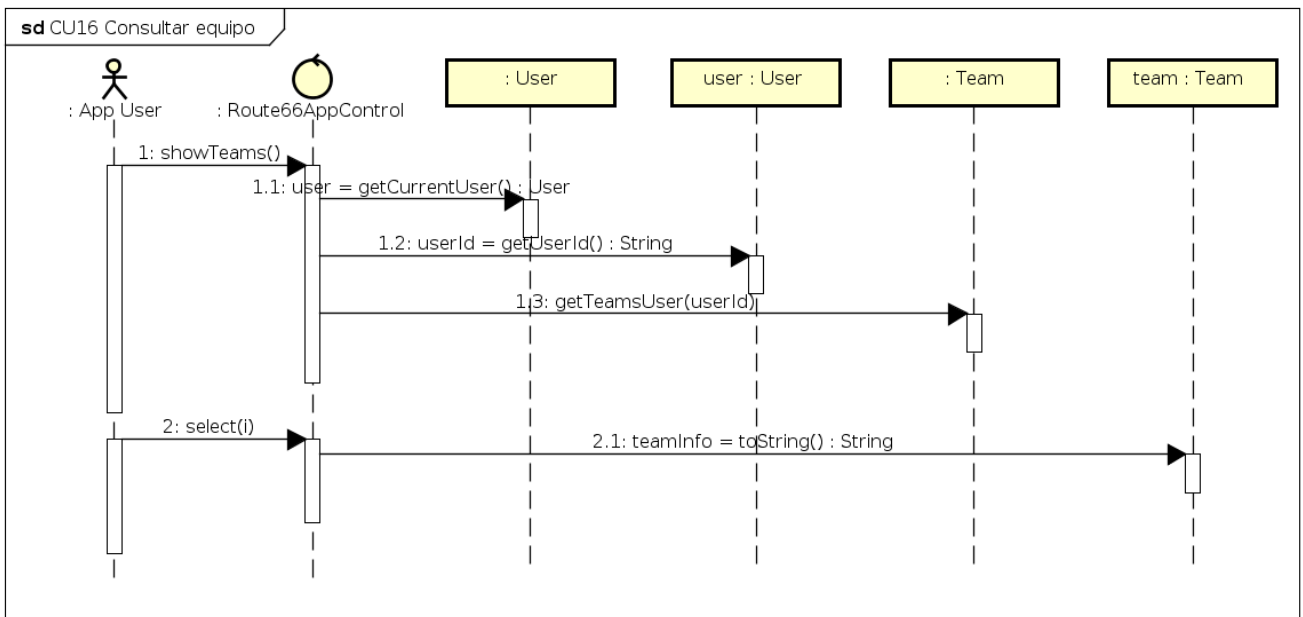 sd CU16 Consultar equipo
: App User
: Route66AppControl
: User
user : User
: Team
team : Team
1: showTeams()
1.1: user = getCurrentUser() : User
1.2: userId = getUserId() : String
1.3: getTeamsUser(userId)
2: select(i)
2.1: teamInfo = toString() : String